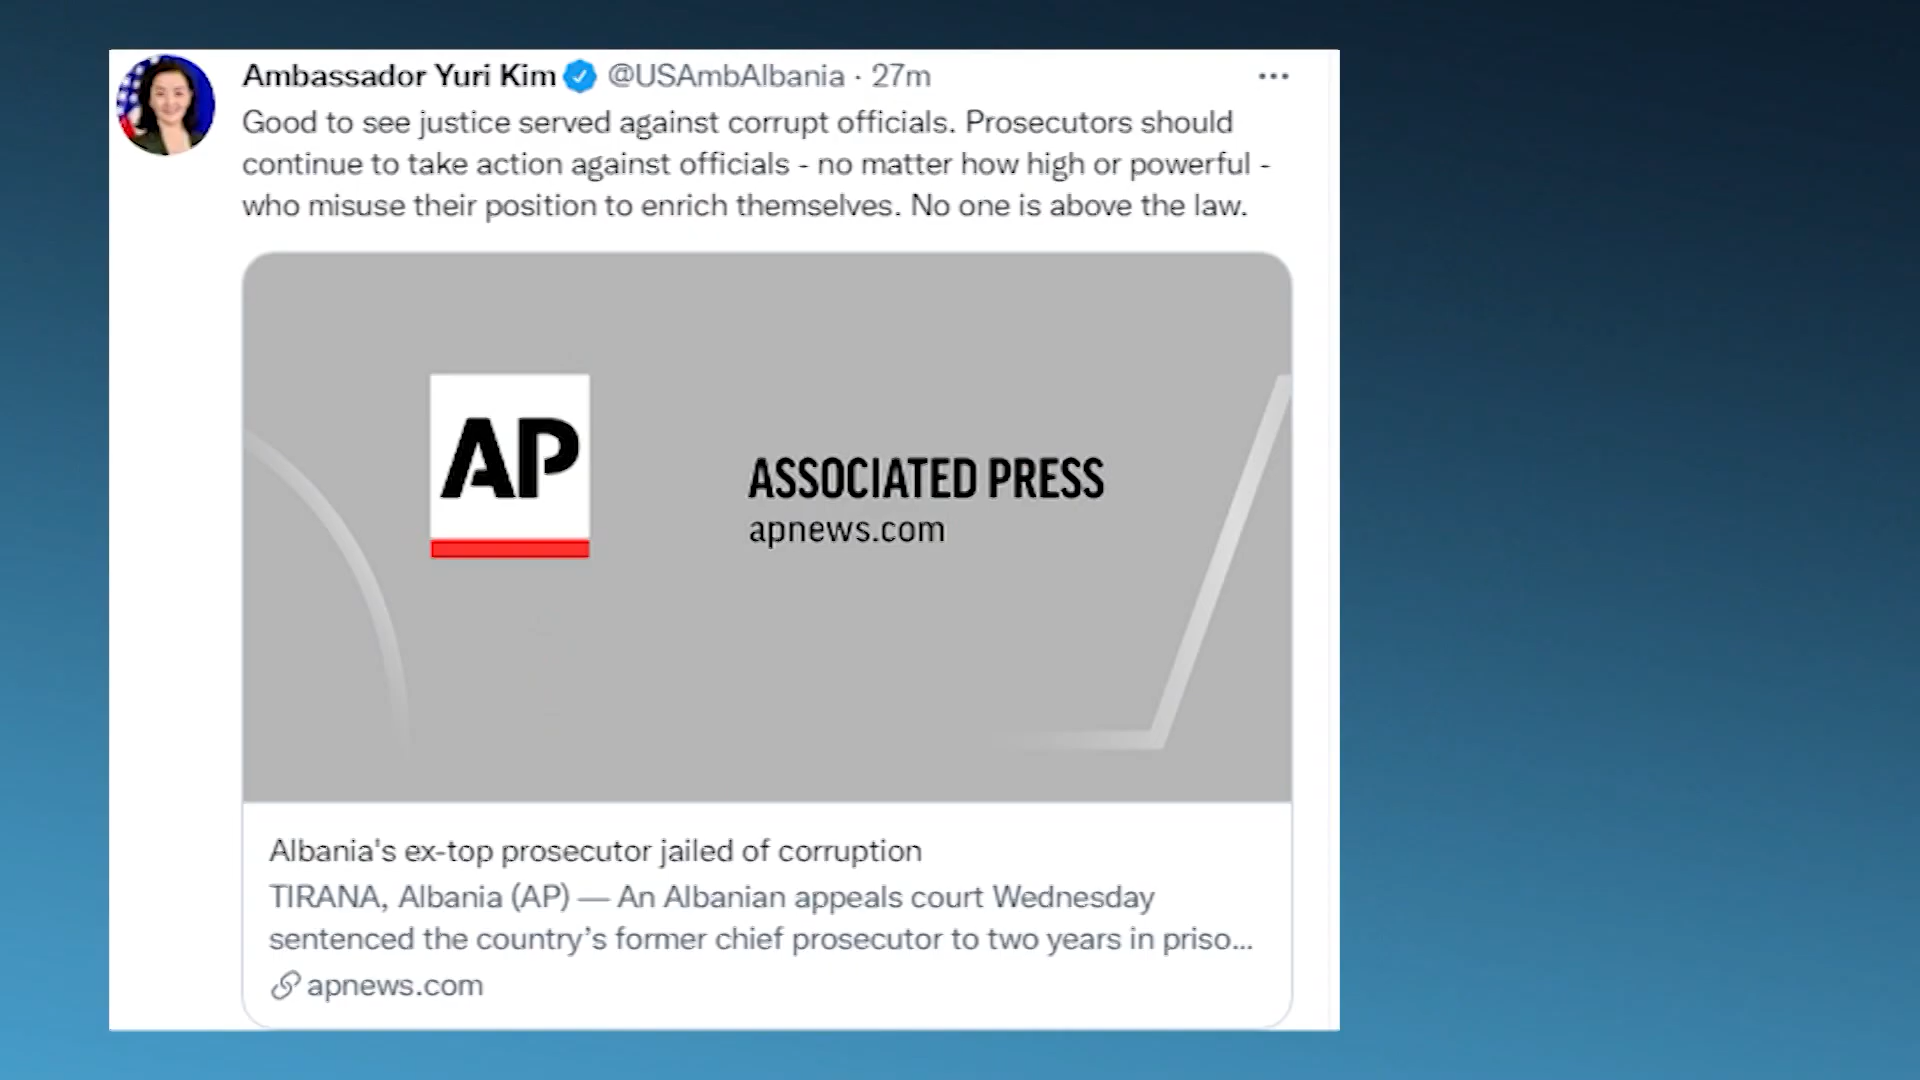 Ambassador Yuri Kim @USAmbAlbania · 27m
Good to see justice served against corrupt officials. Prosecutors should
continue to take action against officials - no matter how high or powerful -
who misuse their position to enrich themselves. No one is above the law.
AP
ASSOCIATED PRESS
apnews.com
Albania's ex-top prosecutor jailed of corruption
TIRANA, Albania (AP) — An Albanian appeals court Wednesday
sentenced the country’s former chief prosecutor to two years in priso...
apnews.com